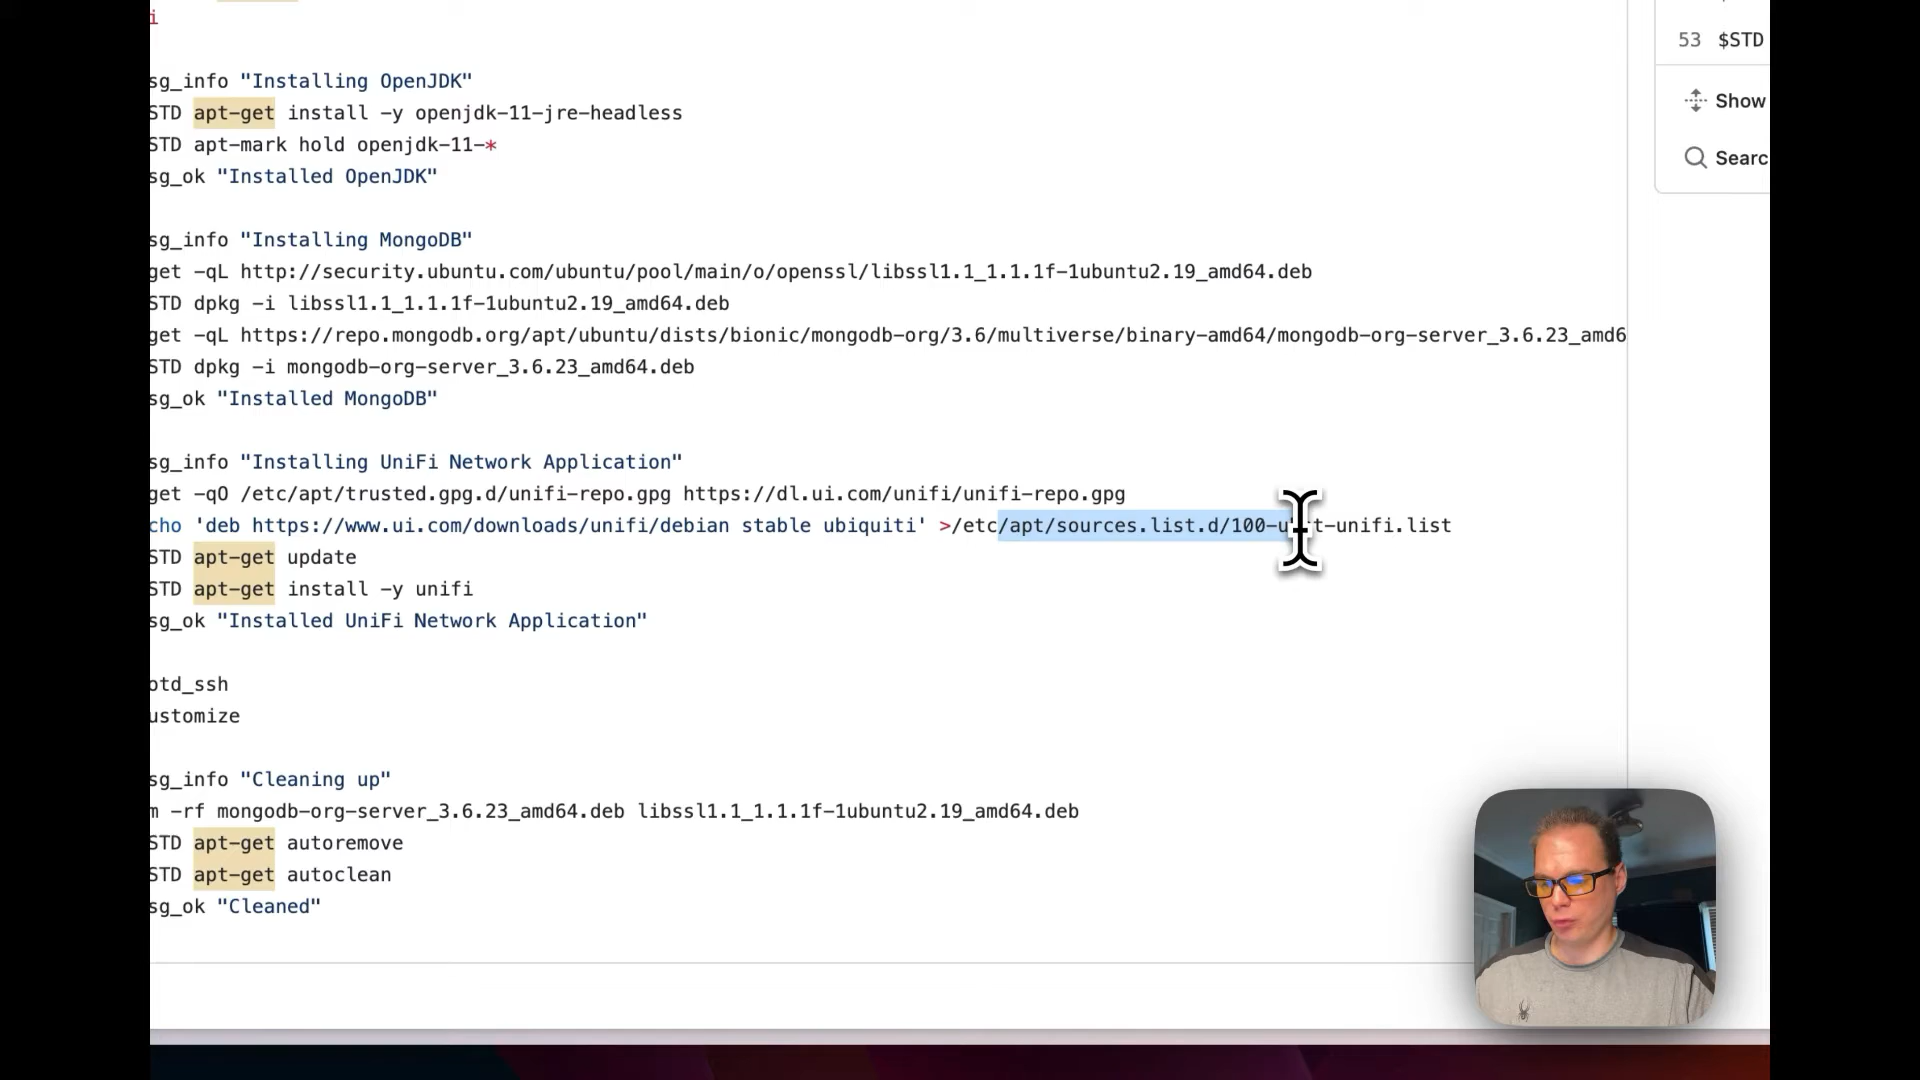 i
53 $STD
sg_info "Installing OpenJDK"
STD apt-get install -y openjdk-11-jre-headless
Show
STD apt-mark hold openjdk-11-*
Searc
sg_ok "Installed OpenJDK"
sg_info "Installing MongoDB"
get -qL http://security.ubuntu.com/ubuntu/pool/main/o/openssl/libssl1.1_1.1.1f-1ubuntu2.19_amd64.deb
STD dpkg -i libssl1.1_1.1.1f-1ubuntu2.19_amd64.deb
get -qL https://repo.mongodb.org/apt/ubuntu/dists/bionic/mongodb-org/3.6/multiverse/binary-amd64/mongodb-org-server_3.6.23_amd6
STD dpkg -i mongodb-org-server_3.6.23_amd64.deb
sg_ok "Installed MongoDB"
sg_info "Installing UniFi Network Application"
get -qO /etc/apt/trusted.gpg.d/unifi-repo.gpg https://dl.ui.com/unifi/unifi-repo.gpg
cho 'deb https://www.ui.com/downloads/unifi/debian stable ubiquiti' >/etc/apt/sources.list.d/100-u t-unifi.list
STD apt-get update
STD apt-get install -y unifi
sg_ok "Installed UniFi Network Application"
otd_ssh
ustomize
sg_info "Cleaning up"
m -rf mongodb-org-server_3.6.23_amd64.deb libssl1.1_1.1.1f-1ubuntu2.19_amd64.deb
STD apt-get autoremove
STD apt-get autoclean
sg_ok "Cleaned"